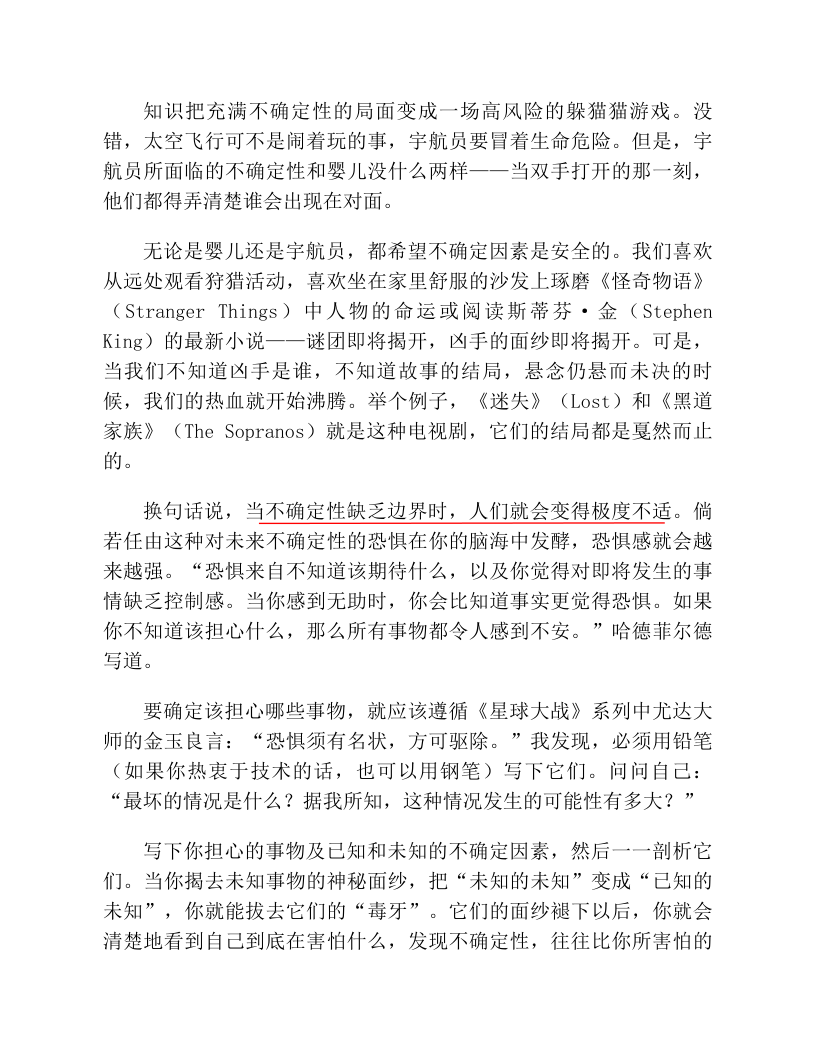 知识把充满不确定性的局面变成一场高风险的躲猫猫游戏。没
错，太空飞行可不是闹着玩的事，宇航员要冒着生命危险。但是，宇
航员所面临的不确定性和婴儿没什么两样——当双手打开的那一刻，
他们都得弄清楚谁会出现在对面。
无论是婴儿还是宇航员，都希望不确定因素是安全的。我们喜欢
从远处观看狩猎活动，喜欢坐在家里舒服的沙发上琢磨《怪奇物语》
（Stranger Things）中人物的命运或阅读斯蒂芬·金（Stephen
King）的最新小说——谜团即将揭开，凶手的面纱即将揭开。可是，
当我们不知道凶手是谁，不知道故事的结局，悬念仍悬而未决的时
候，我们的热血就开始沸腾。举个例子，《迷失》（Lost）和《黑道
家族》（The Sopranos）就是这种电视剧，它们的结局都是戛然而止
的。
换句话说，当不确定性缺乏边界时，人们就会变得极度不适。倘
若任由这种对未来不确定性的恐惧在你的脑海中发酵，恐惧感就会越
来越强。“恐惧来自不知道该期待什么，以及你觉得对即将发生的事
情缺乏控制感。当你感到无助时，你会比知道事实更觉得恐惧。如果
你不知道该担心什么，那么所有事物都令人感到不安。”哈德菲尔德
写道。
要确定该担心哪些事物，就应该遵循《星球大战》系列中尤达大
师的金玉良言：“恐惧须有名状，方可驱除。”我发现，必须用铅笔
（如果你热衷于技术的话，也可以用钢笔）写下它们。问问自己：
“最坏的情况是什么？据我所知，这种情况发生的可能性有多大？”
写下你担心的事物及已知和未知的不确定因素，然后一一剖析它
们。当你揭去未知事物的神秘面纱，把“未知的未知”变成“已知的
未知”，你就能拔去它们的“毒牙”。它们的面纱褪下以后，你就会
清楚地看到自己到底在害怕什么，发现不确定性，往往比你所害怕的